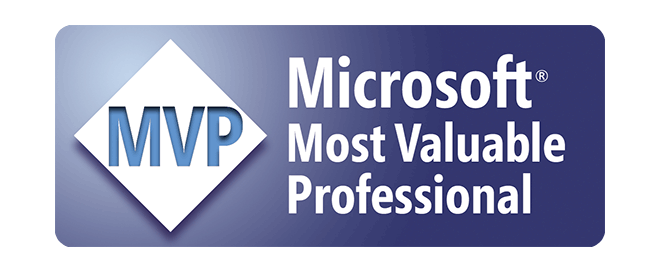 MVP
Microsoft®
Most Valuable
Professional